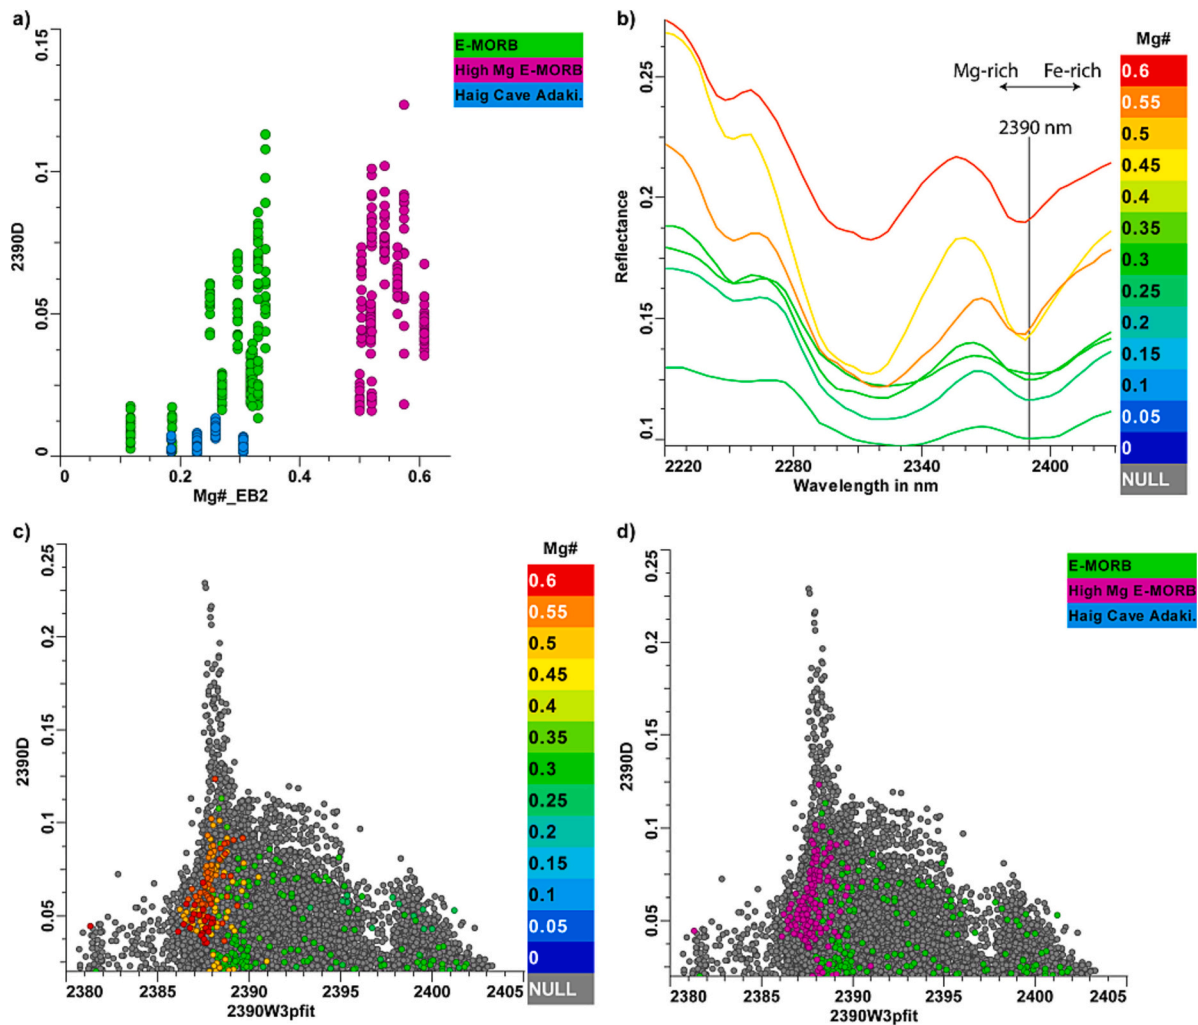 a)
0.15
0.1
0.05
0
2390D
0
0.2
0.4
0.6
Mg#_EB2
E-MORB
High Mg E-MORB
Haig Cave Adaki.
b)
0.25
0.2
0.15
0.1
Reflectance
2220
2280
2340
2400
Wavelength in nm
Mg-rich
Fe-rich
2390 nm
Mg#
0.6
0.55
0.5
0.45
0.4
0.35
0.3
0.25
0.2
0.15
0.1
0.05
0
NULL
c)
0.25
0.2
0.15
0.1
0.05
2390D
2380
2385
2390
2395
2400
2405
2390W3pfit
Mg#
0.6
0.55
0.5
0.45
0.4
0.35
0.3
0.25
0.2
0.15
0.1
0.05
0
NULL
d)
0.25
0.2
0.15
0.1
0.05
2390D
2380
2385
2390
2395
2400
2405
2390W3pfit
E-MORB
High Mg E-MORB
Haig Cave Adaki.